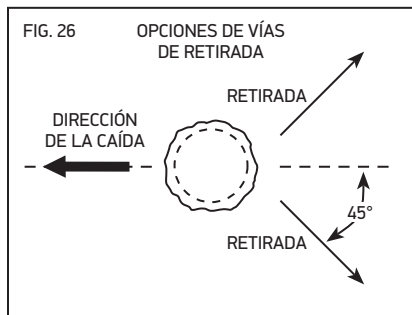 FIG. 26
OPCIONES DE VÍAS
DE RETIRADA
RETIRADA
DIRECCIÓN
DE LA CAÍDA
45°
RETIRADA